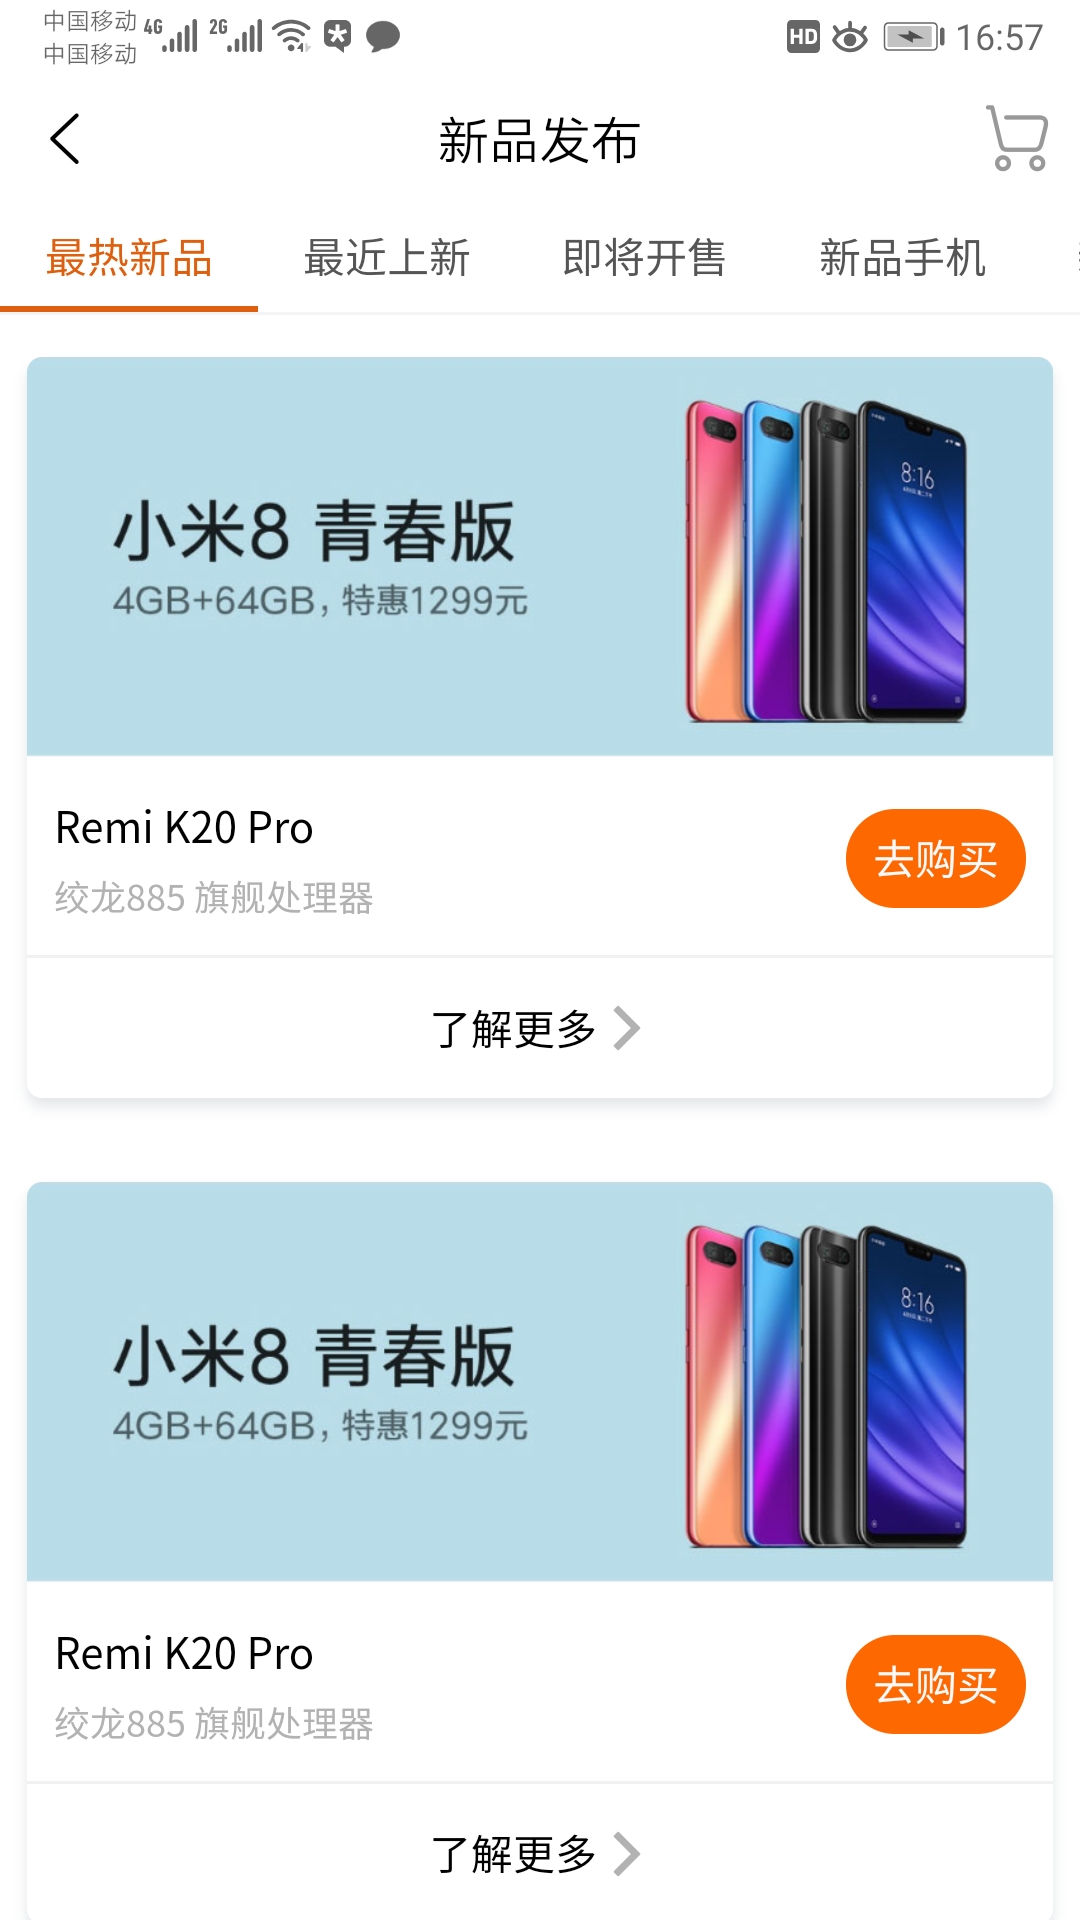 中国移动 4G 2G HD 16:57
中国移动
新品发布
最热新品 最近上新 即将开售 新品手机
小米8 青春版
4GB+64GB，特惠1299元
8:16
Remi K20 Pro
绞龙885 旗舰处理器
去购买
了解更多
小米8 青春版
4GB+64GB，特惠1299元
8:16
Remi K20 Pro
绞龙885 旗舰处理器
去购买
了解更多